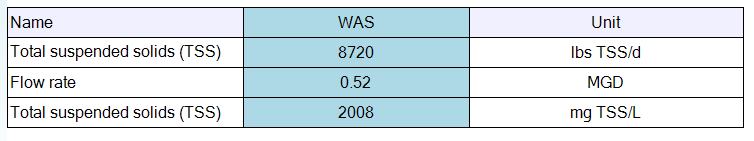 Name WAS Unit
Total suspended solids (TSS) 8720 lbs TSS/d
Flow rate 0.52 MGD
Total suspended solids (TSS) 2008 mg TSS/L